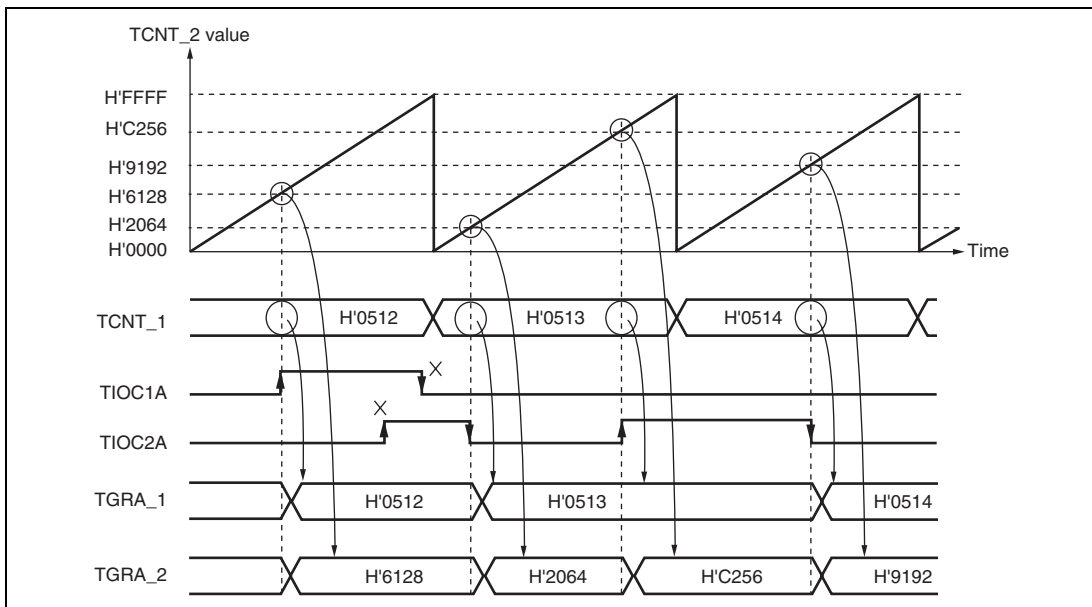 TCNT_2 value
H'FFFF
H'C256
H'9192
H'6128
H'2064
H'0000
Time
TCNT_1 H'0512 H'0513 H'0514
TIOC1A
TIOC2A
TGRA_1 H'0512 H'0513 H'0514
TGRA_2 H'6128 H'2064 H'C256 H'9192